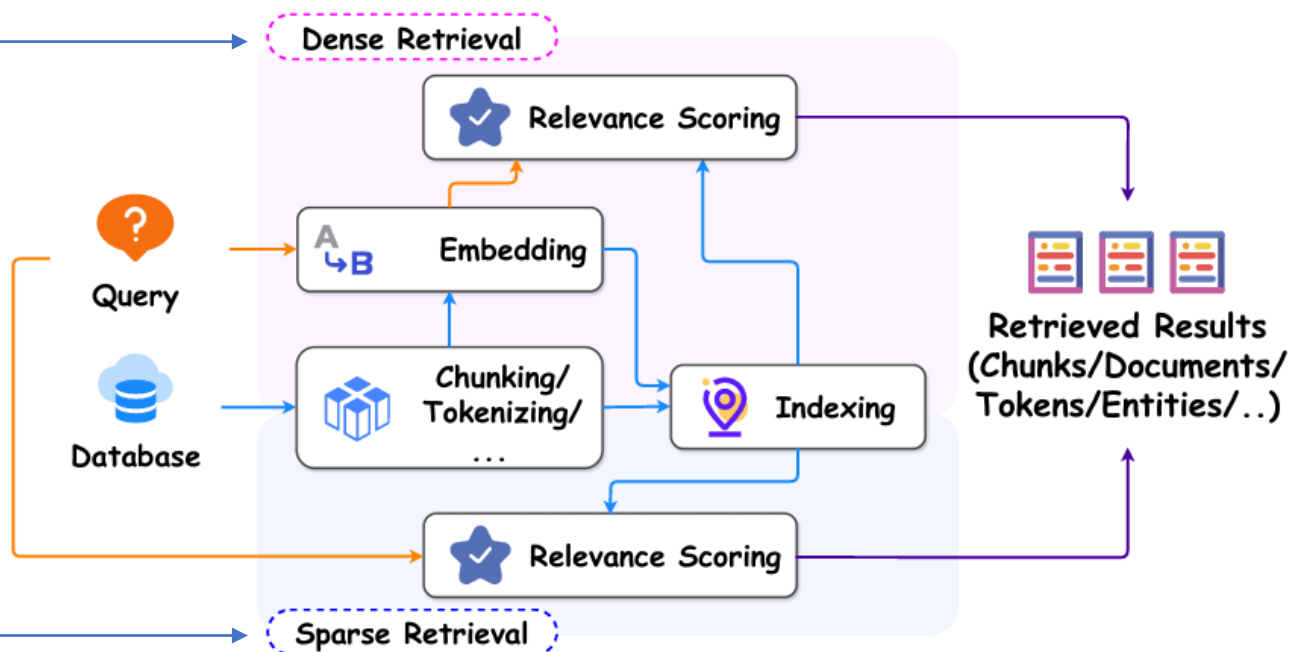 Dense Retrieval
Relevance Scoring
?
A
B
Embedding
Query
Chunking/
Tokenizing/
...
Database
Indexing
Retrieved Results
(Chunks/Documents/
Tokens/Entities/..)
Relevance Scoring
Sparse Retrieval